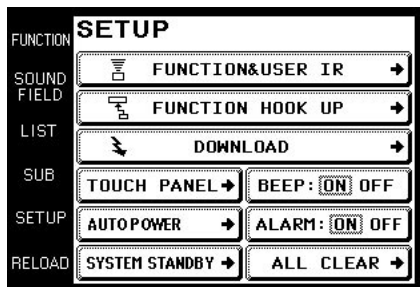 SETUP
FUNCTION
SOUND
FIELD
LIST
SUB
SETUP
RELOAD
FUNCTION&USER IR
FUNCTION HOOK UP
DOWNLOAD
TOUCH PANEL
BEEP: ON OFF
AUTO POWER
ALARM: ON OFF
SYSTEM STANDBY
ALL CLEAR